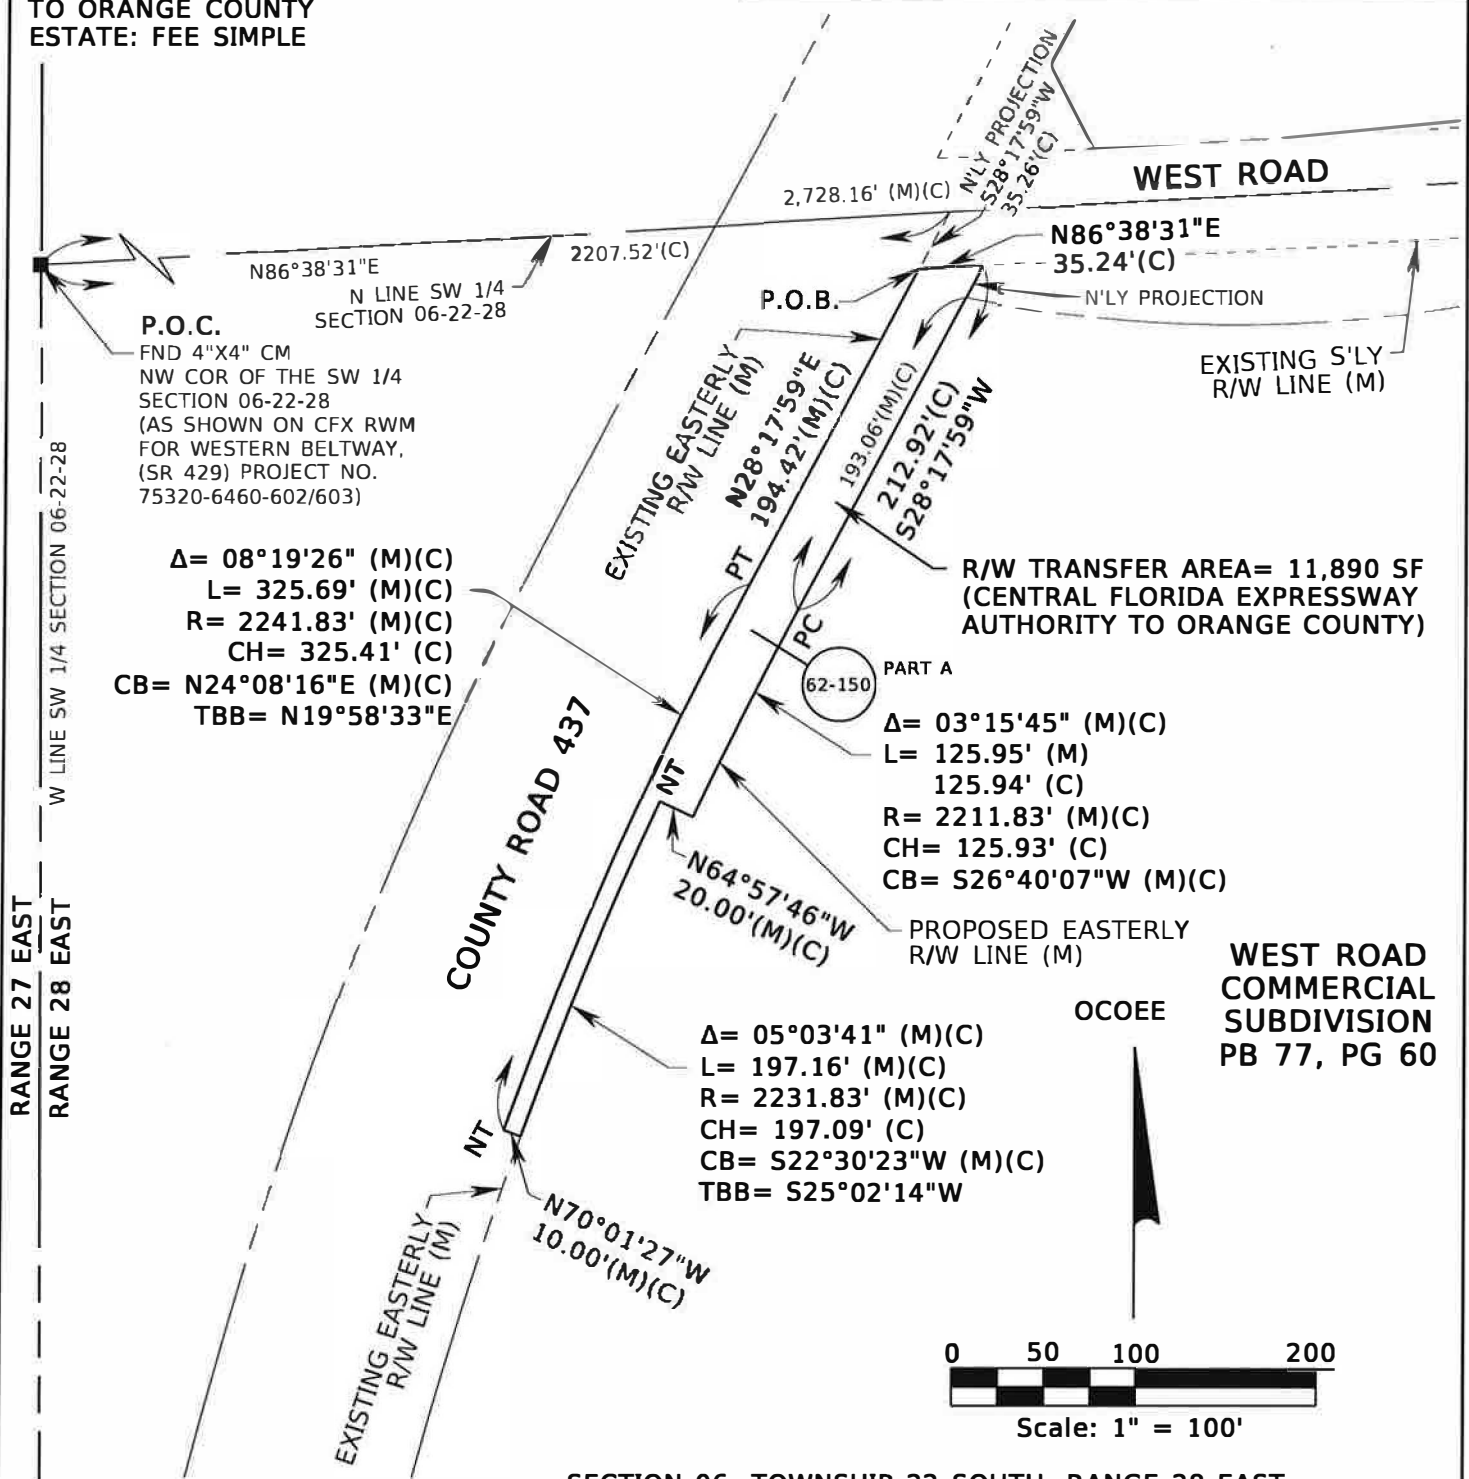 TO ORANGE COUNTY
ESTATE: FEE SIMPLE
N'LY PROJECTION
S28°17'59"W
35.26'(C)
WEST ROAD
2,728.16' (M)(C)
N86°38'31"E
35.24'(C)
2207.52'(C)
N86°38'31"E
N LINE SW 1/4
SECTION 06-22-28
P.O.B.
N'LY PROJECTION
P.O.C.
FND 4"X4" CM
NW COR OF THE SW 1/4
SECTION 06-22-28
(AS SHOWN ON CFX RWM
FOR WESTERN BELTWAY,
(SR 429) PROJECT NO.
75320-6460-602/603)
EXISTING S'LY
R/W LINE (M)
EXISTING EASTERLY
R/W LINE (M)
N28°17'59"E
194.42'(M)(C)
193.06'(M)(C)
212.92'(C)
S28°17'59"W
W LINE SW 1/4 SECTION 06-22-28
Δ= 08°19'26" (M)(C)
L= 325.69' (M)(C)
R= 2241.83' (M)(C)
CH= 325.41' (C)
CB= N24°08'16"E (M)(C)
TBB= N19°58'33"E
PT
R/W TRANSFER AREA= 11,890 SF
(CENTRAL FLORIDA EXPRESSWAY
AUTHORITY TO ORANGE COUNTY)
PC
62-150
PART A
Δ= 03°15'45" (M)(C)
L= 125.95' (M)
125.94' (C)
R= 2211.83' (M)(C)
CH= 125.93' (C)
CB= S26°40'07"W (M)(C)
COUNTY ROAD 437
NT
N64°57'46"W
20.00'(M)(C)
PROPOSED EASTERLY
R/W LINE (M)
WEST ROAD
COMMERCIAL
SUBDIVISION
PB 77, PG 60
OCOEE
RANGE 27 EAST
RANGE 28 EAST
Δ= 05°03'41" (M)(C)
L= 197.16' (M)(C)
R= 2231.83' (M)(C)
CH= 197.09' (C)
CB= S22°30'23"W (M)(C)
TBB= S25°02'14"W
NT
N70°01'27"W
10.00'(M)(C)
EXISTING EASTERLY
R/W LINE (M)
0 50 100 200
Scale: 1" = 100'
SECTION 06, TOWNSHIP 22 SOUTH, RANGE 28 EAST